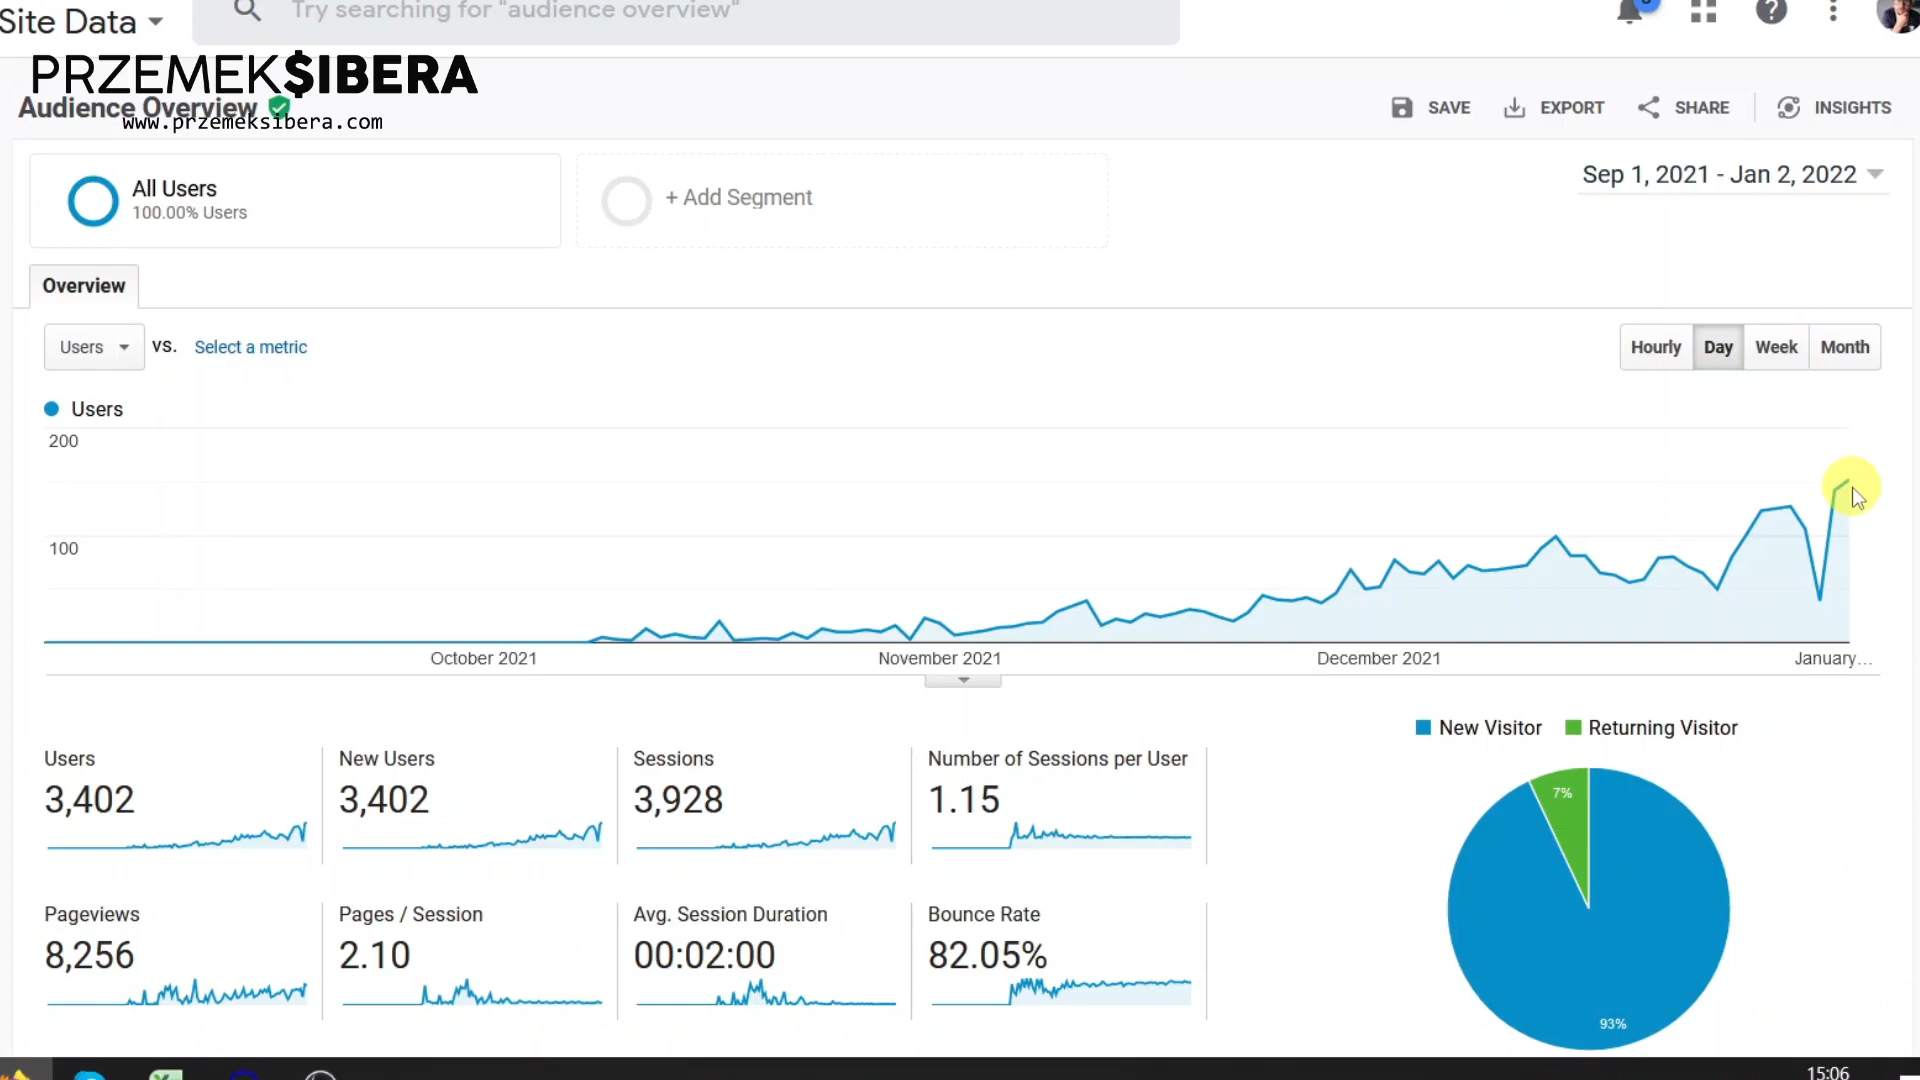 Site Data
Try searching for "audience overview"
PRZEMEK$IBERA
Audience Overview
www.przemeksibera.com
SAVE
EXPORT
SHARE
INSIGHTS
All Users
100.00% Users
+ Add Segment
Sep 1, 2021 - Jan 2, 2022
Overview
Users
VS.
Select a metric
Hourly
Day
Week
Month
Users
200
100
October 2021
November 2021
December 2021
January...
New Visitor
Returning Visitor
Users
3,402
New Users
3,402
Sessions
3,928
Number of Sessions per User
1.15
7%
Pageviews
8,256
Pages / Session
2.10
Avg. Session Duration
00:02:00
Bounce Rate
82.05%
93%
15:06